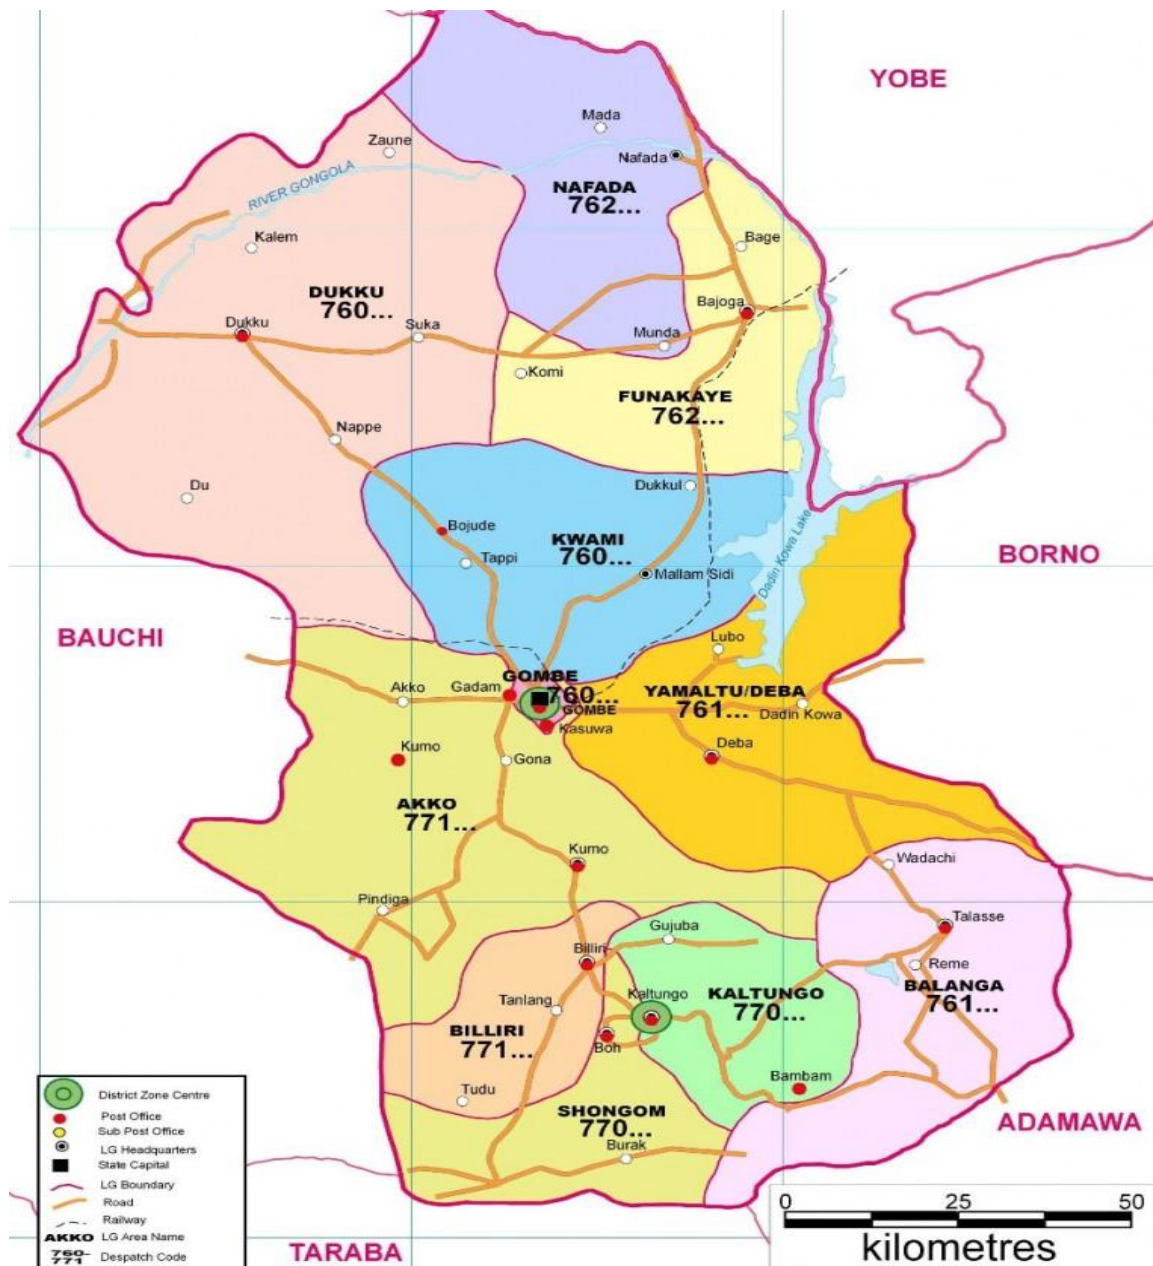 YOBE
Mada
Zaune
Nafada
RIVER GONGOLA
NAFADA
762...
Kalem
Bage
DUKKU
760...
Bajoga
Dukku
Suka
Munda
Komi
FUNAKAYE
762...
Nappe
Du
Dukkul
Bojude
KWAMI
760...
Tappi
Mallam Sidi
Dadin Kowa Lake
BORNO
BAUCHI
Lubo
GOMBE
760...
Akko
Gadam
GOMBE
YAMALTU/DEBA
761...
Dadin Kowa
Kasuwa
Kumo
Gona
Deba
AKKO
771...
Kumo
Wadachi
Pindiga
Talasse
Gujuba
Billiri
Reme
Tanlang
Kaltungo
KALTUNGO
770...
BALANGA
761...
BILLIRI
771...
Boh
Bambam
Tudu
SHONGOM
770...
Burak
ADAMAWA
TARABA
District Zone Centre
Post Office
Sub Post Office
LG Headquarters
State Capital
LG Boundary
Road
Railway
AKKO LG Area Name
760-
771 Despatch Code
0 25 50
kilometres